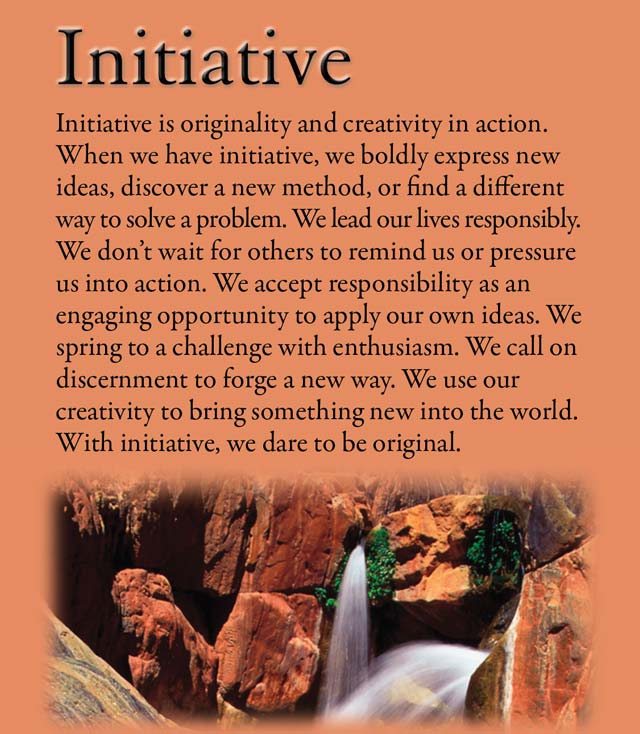 Initiative
Initiative is originality and creativity in action.
When we have initiative, we boldly express new
ideas, discover a new method, or find a different
way to solve a problem. We lead our lives responsibly.
We don’t wait for others to remind us or pressure
us into action. We accept responsibility as an
engaging opportunity to apply our own ideas. We
spring to a challenge with enthusiasm. We call on
discernment to forge a new way. We use our
creativity to bring something new into the world.
With initiative, we dare to be original.